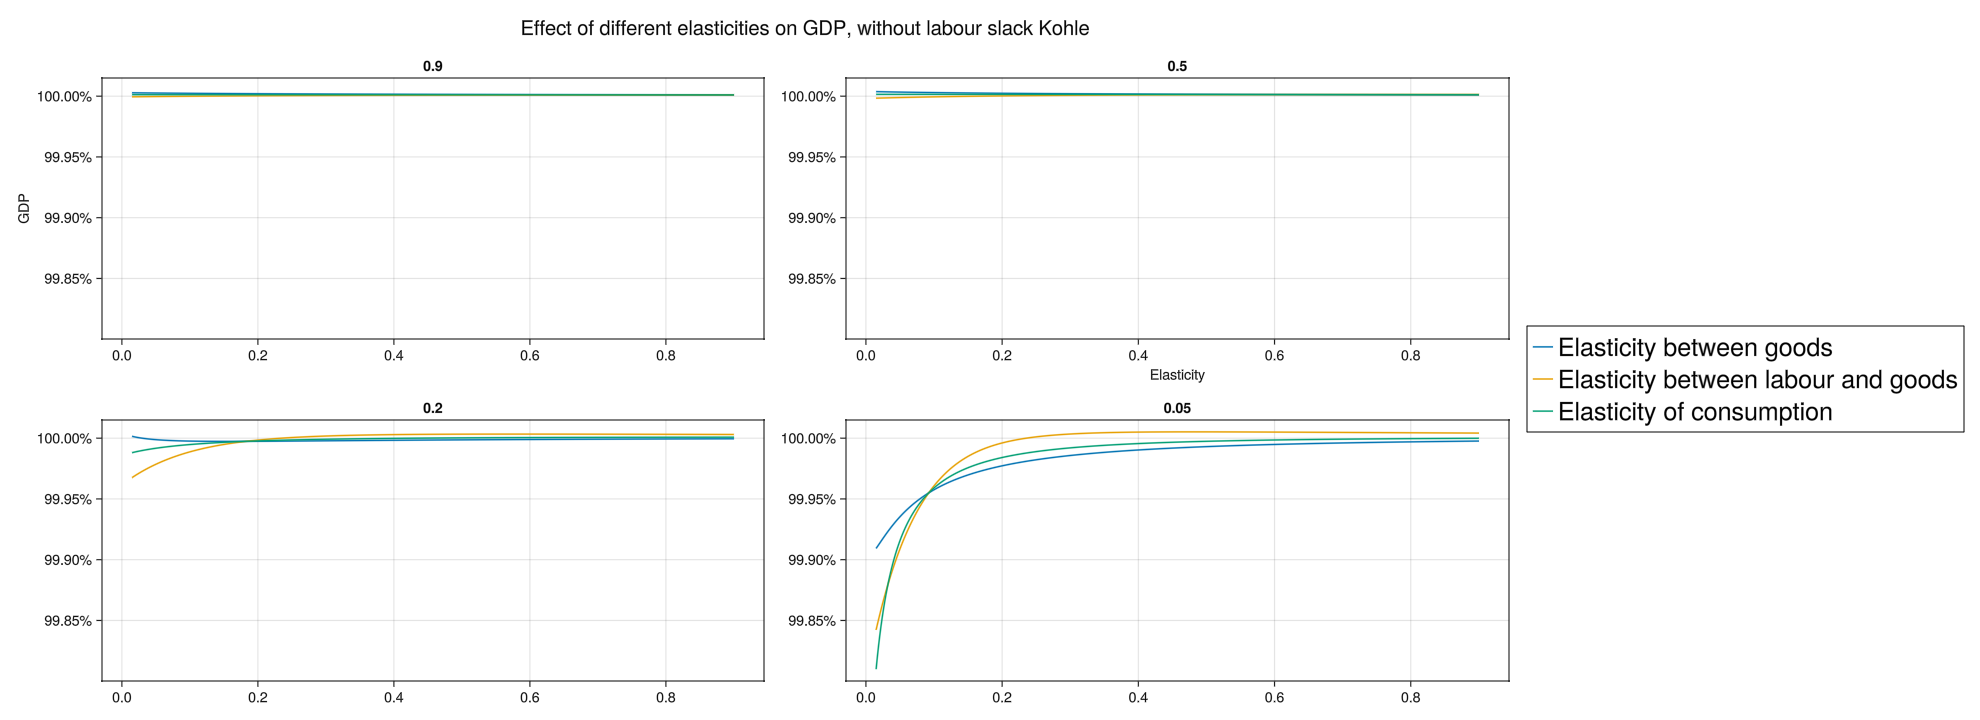 Effect of different elasticities on GDP, without labour slack Kohle
0.9
100.00%
99.95%
99.90%
99.85%
GDP
0.0 0.2 0.4 0.6 0.8
0.5
100.00%
99.95%
99.90%
99.85%
0.0 0.2 0.4 0.6 0.8
Elasticity
0.2
100.00%
99.95%
99.90%
99.85%
0.0 0.2 0.4 0.6 0.8
0.05
100.00%
99.95%
99.90%
99.85%
0.0 0.2 0.4 0.6 0.8
Elasticity between goods
Elasticity between labour and goods
Elasticity of consumption